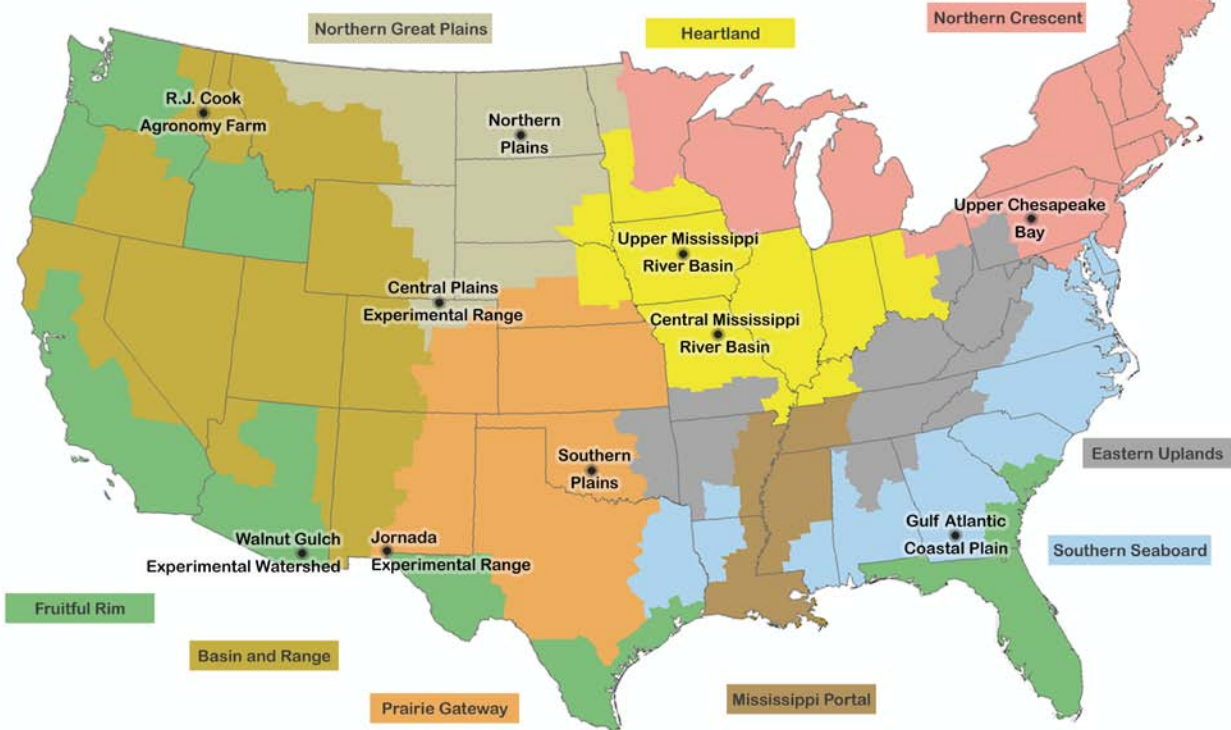 Northern Crescent
Northern Great Plains
Heartland
R.J. Cook
Agronomy Farm
Northern
Plains
Upper Chesapeake
Bay
Upper Mississippi
River Basin
Central Plains
Experimental Range
Central Mississippi
River Basin
Southern
Plains
Eastern Uplands
Gulf Atlantic
Coastal Plain
Walnut Gulch
Experimental Watershed
Jornada
Experimental Range
Southern Seaboard
Fruitful Rim
Basin and Range
Prairie Gateway
Mississippi Portal